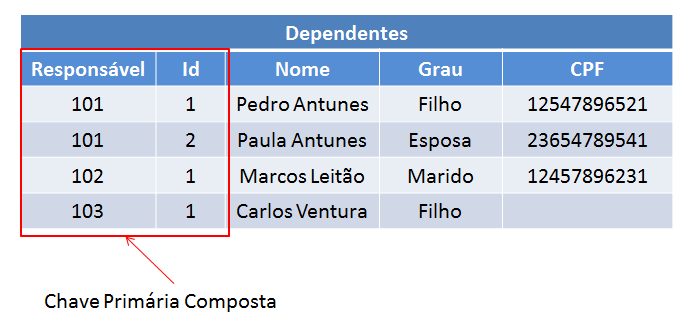 Dependentes
Responsável Id Nome Grau CPF
101 1 Pedro Antunes Filho 12547896521
101 2 Paula Antunes Esposa 23654789541
102 1 Marcos Leitão Marido 12457896231
103 1 Carlos Ventura Filho
Chave Primária Composta